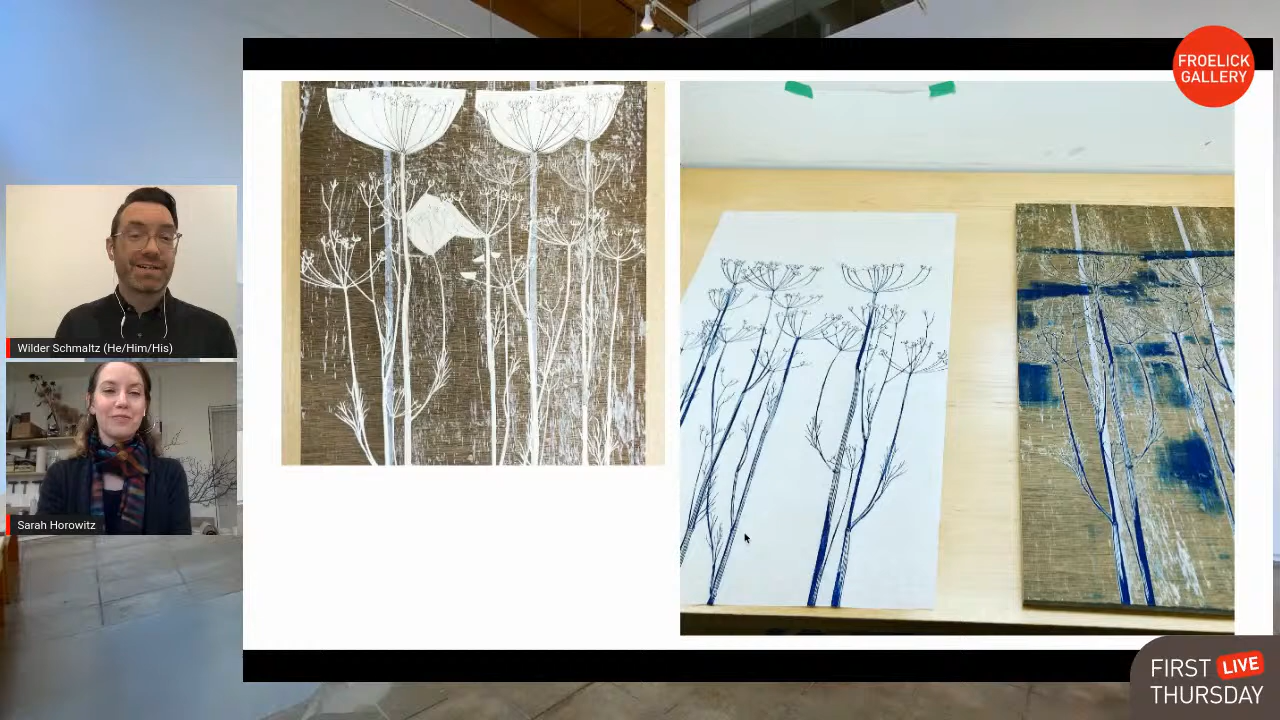 FROELICK
GALLERY
Wilder Schmaltz (He/Him/His)
Sarah Horowitz
FIRST LIVE
THURSDAY